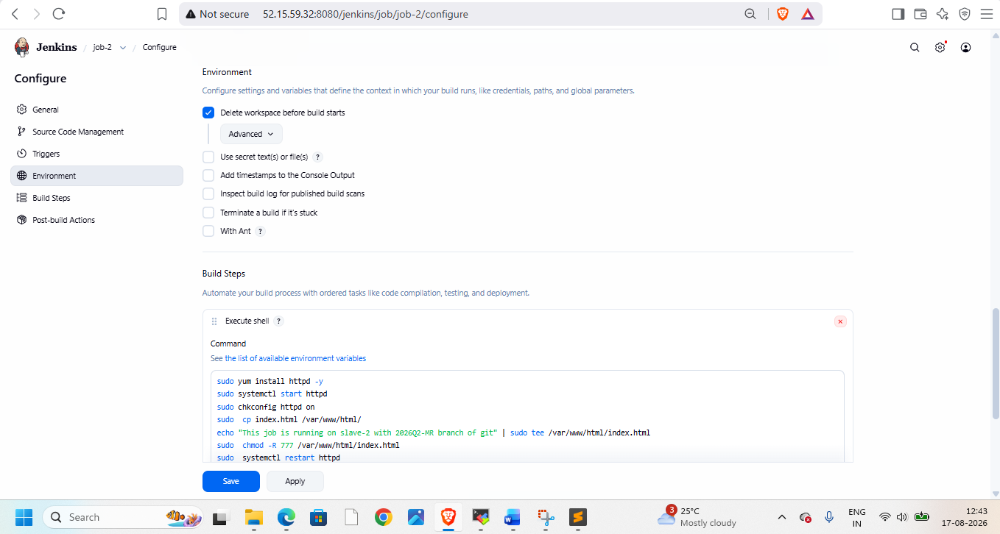 Not secure 52.15.59.32:8080/jenkins/job/job-2/configure
Jenkins / job-2 / Configure
Configure
General
Source Code Management
Triggers
Environment
Build Steps
Post-build Actions
Environment
Configure settings and variables that define the context in which your build runs, like credentials, paths, and global parameters.
Delete workspace before build starts
Advanced
Use secret text(s) or file(s) ?
Add timestamps to the Console Output
Inspect build log for published build scans
Terminate a build if it's stuck
With Ant ?
Build Steps
Automate your build process with ordered tasks like code compilation, testing, and deployment.
Execute shell ?
Command
See the list of available environment variables
sudo yum install httpd -y
sudo systemctl start httpd
sudo chkconfig httpd on
sudo  cp index.html /var/www/html/
echo "This job is running on slave-2 with 2026Q2-MR branch of git" | sudo tee /var/www/html/index.html
sudo  chmod -R 777 /var/www/html/index.html
sudo  systemctl restart httpd
Save
Apply
Search
3
25°C
Mostly cloudy
ENG
IN
12:43
17-08-2026